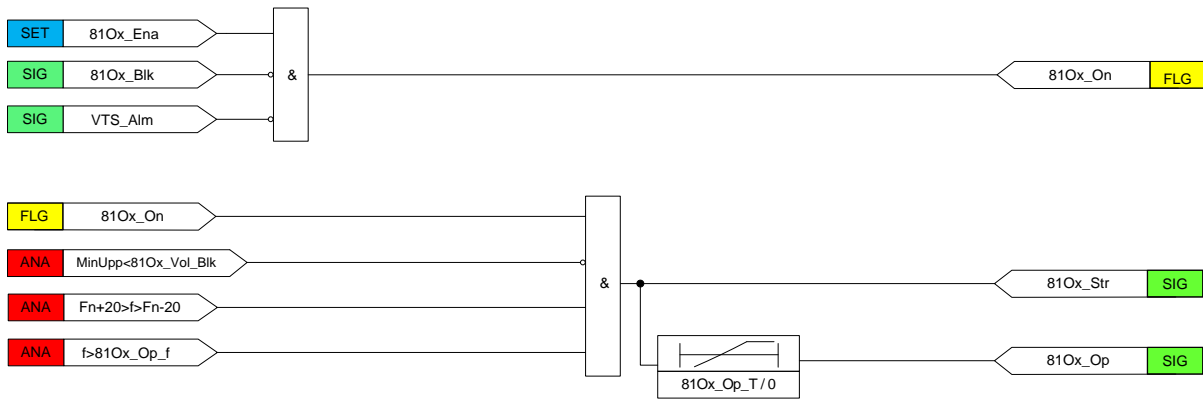 SET 81Ox_Ena
SIG 81Ox_Blk
&
81Ox_On FLG
SIG VTS_Alm
FLG 81Ox_On
ANA MinUpp<81Ox_Vol_Blk
&
81Ox_Str SIG
ANA Fn+20>f>Fn-20
ANA f>81Ox_Op_f
81Ox_Op SIG
81Ox_Op_T / 0